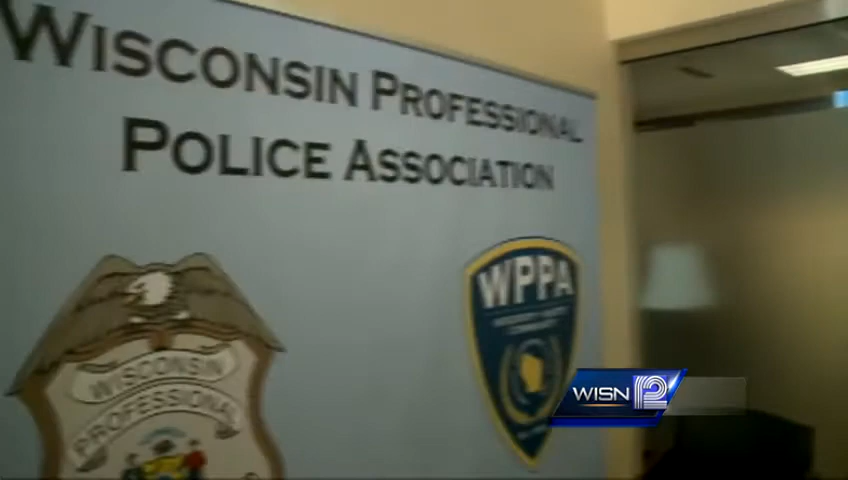 WISCONSIN PROFESSIONAL
POLICE ASSOCIATION
WPPA
WISCONSIN
PROFESSIONAL
WISN 12